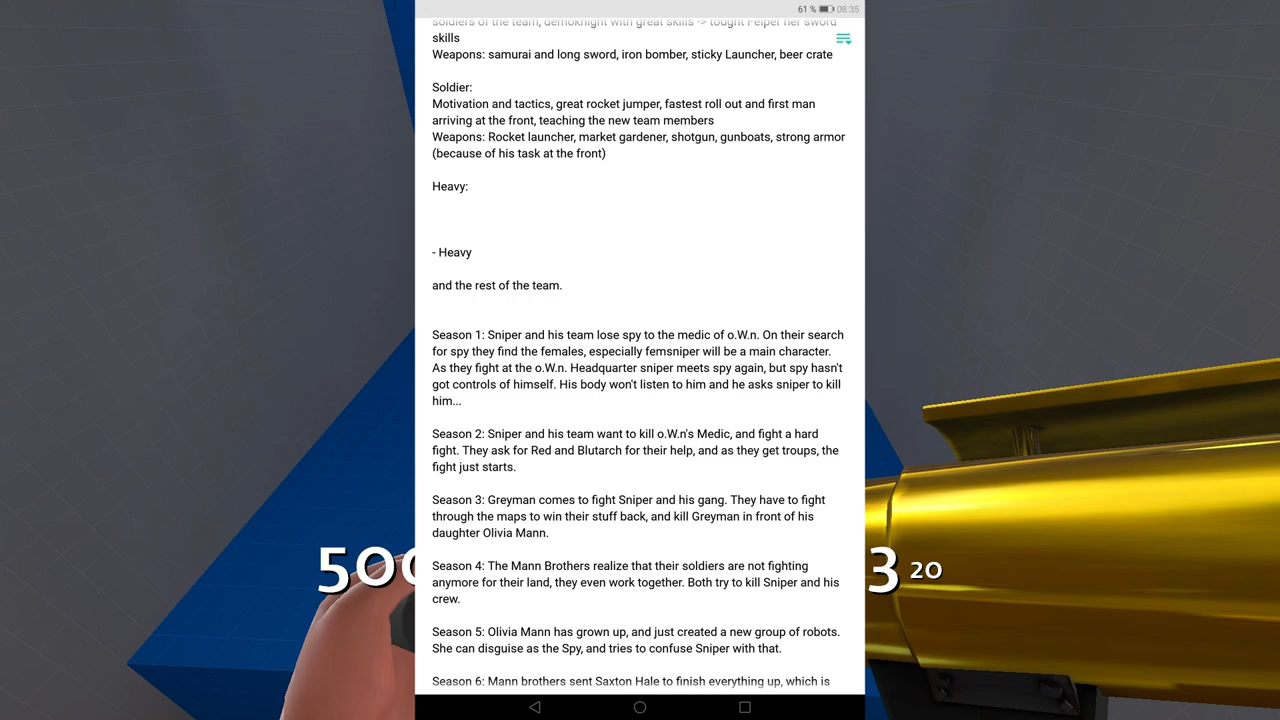 61 % 08:35
soldiers of the team, demoknight with great skills -> tought Felper her sword
skills
Weapons: samurai and long sword, iron bomber, sticky Launcher, beer crate
Soldier:
Motivation and tactics, great rocket jumper, fastest roll out and first man
arriving at the front, teaching the new team members
Weapons: Rocket launcher, market gardener, shotgun, gunboats, strong armor
(because of his task at the front)
Heavy:
- Heavy
and the rest of the team.
Season 1: Sniper and his team lose spy to the medic of o.W.n. On their search
for spy they find the females, especially femsniper will be a main character.
As they fight at the o.W.n. Headquarter sniper meets spy again, but spy hasn't
got controls of himself. His body won't listen to him and he asks sniper to kill
him...
Season 2: Sniper and his team want to kill o.W.n's Medic, and fight a hard
fight. They ask for Red and Blutarch for their help, and as they get troups, the
fight just starts.
Season 3: Greyman comes to fight Sniper and his gang. They have to fight
through the maps to win their stuff back, and kill Greyman in front of his
daughter Olivia Mann.
Season 4: The Mann Brothers realize that their soldiers are not fighting
anymore for their land, they even work together. Both try to kill Sniper and his
crew.
Season 5: Olivia Mann has grown up, and just created a new group of robots.
She can disguise as the Spy, and tries to confuse Sniper with that.
Season 6: Mann brothers sent Saxton Hale to finish everything up, which is
500
3 20